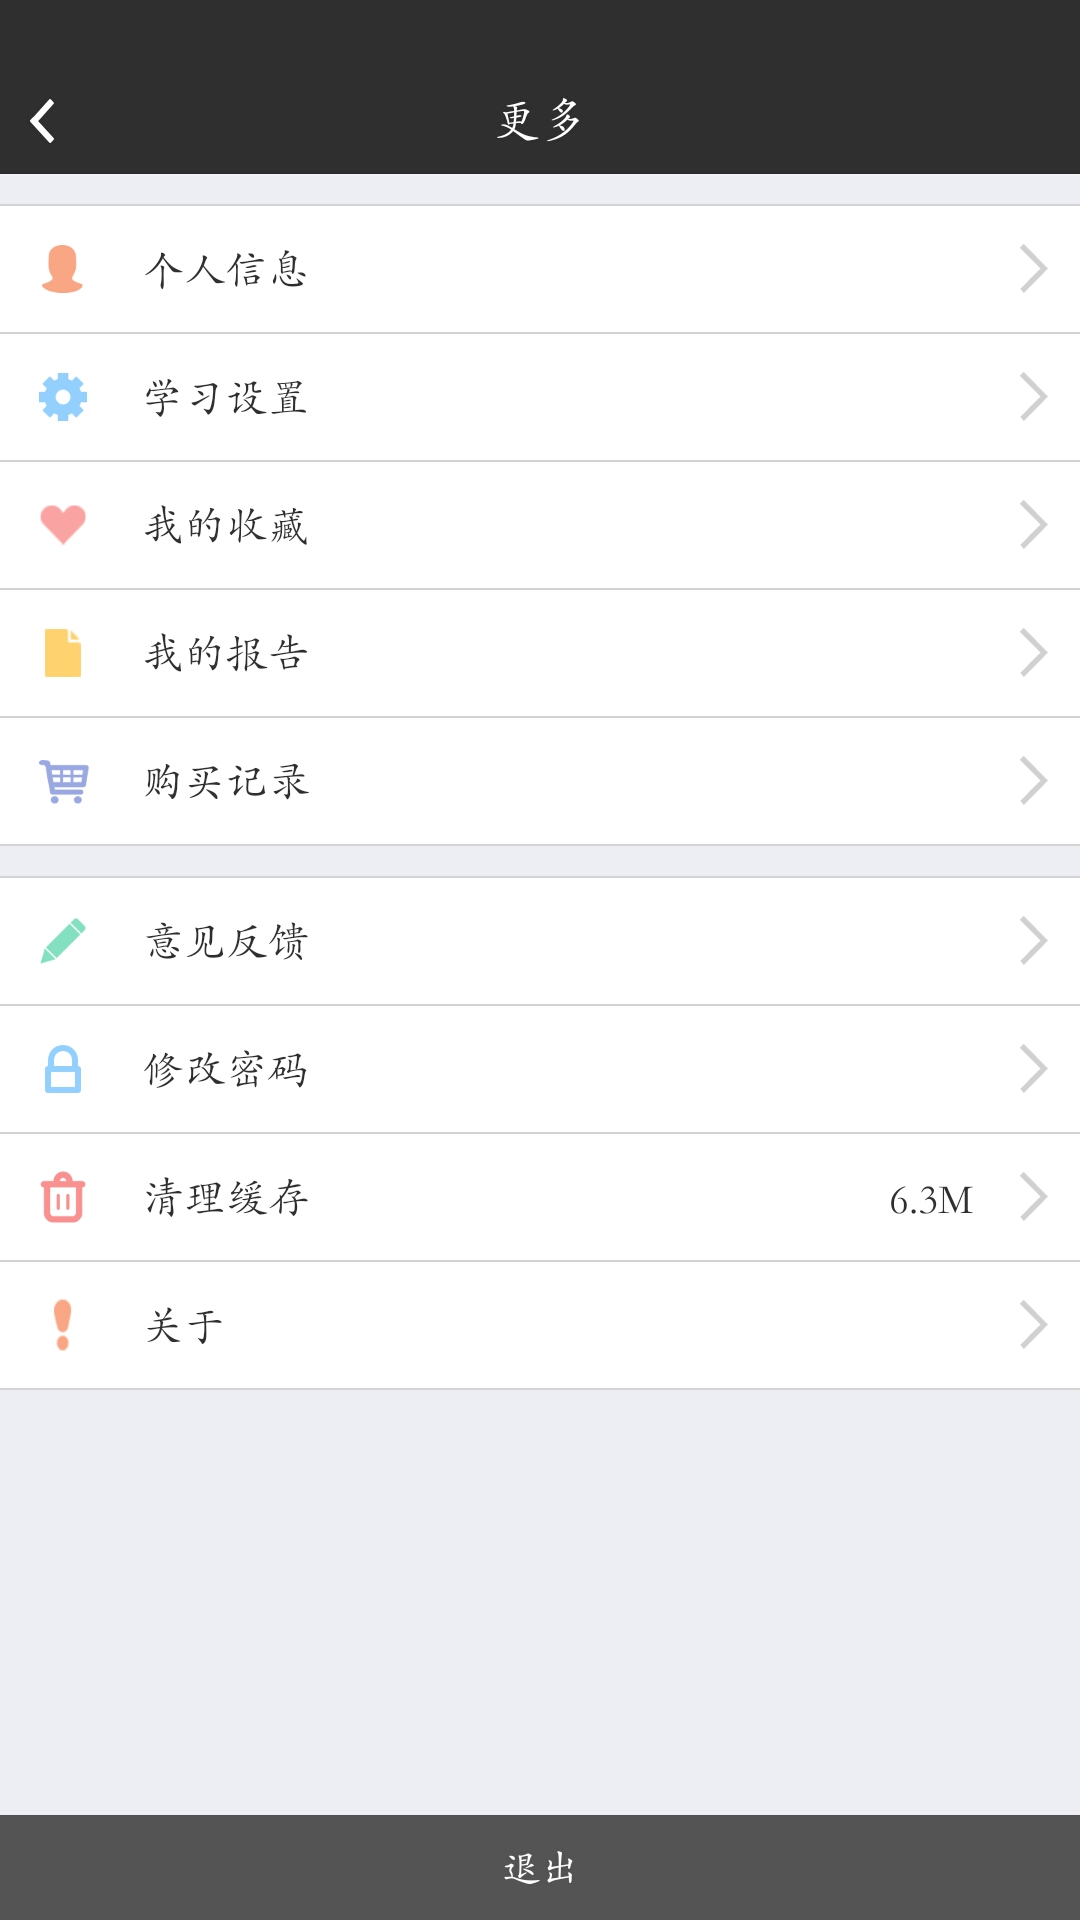 更多
个人信息
学习设置
我的收藏
我的报告
购买记录
意见反馈
修改密码
清理缓存 6.3M
关于
退出